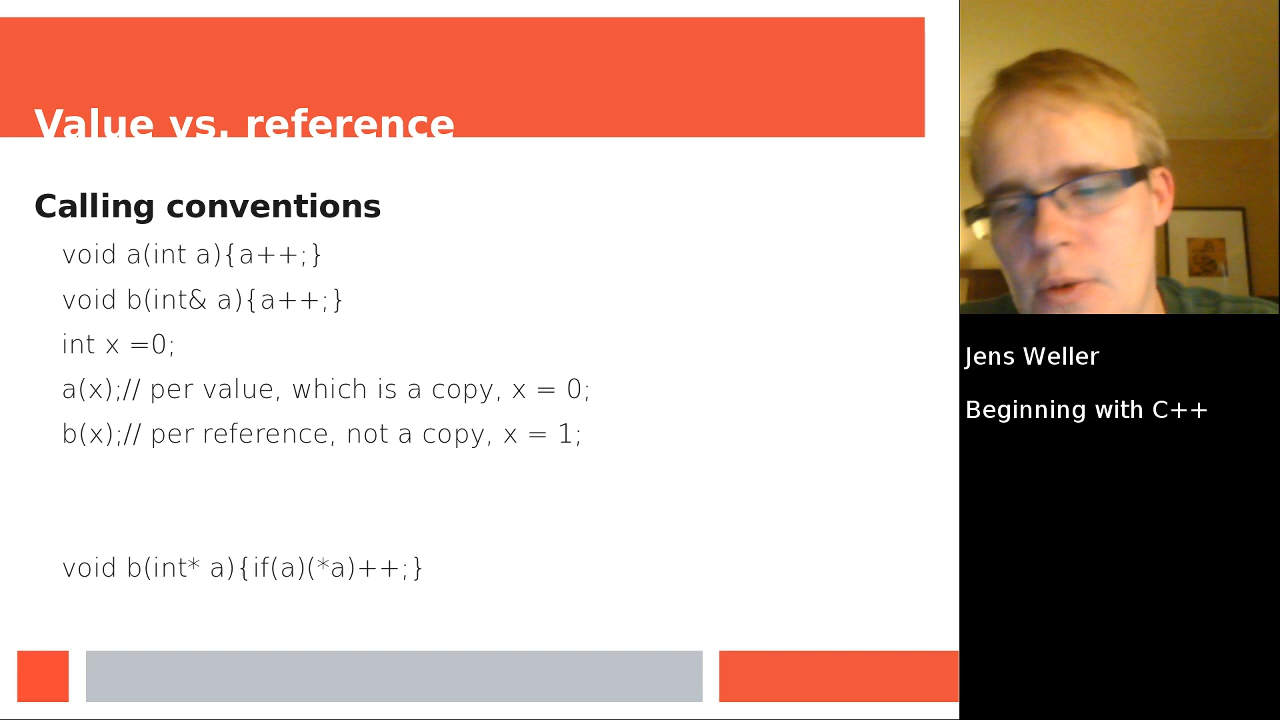 Value vs. reference
Calling conventions
void a(int a){a++;}
void b(int& a){a++;}
int x =0;
a(x);// per value, which is a copy, x = 0;
b(x);// per reference, not a copy, x = 1;
void b(int* a){if(a)(*a)++;}
Jens Weller
Beginning with C++